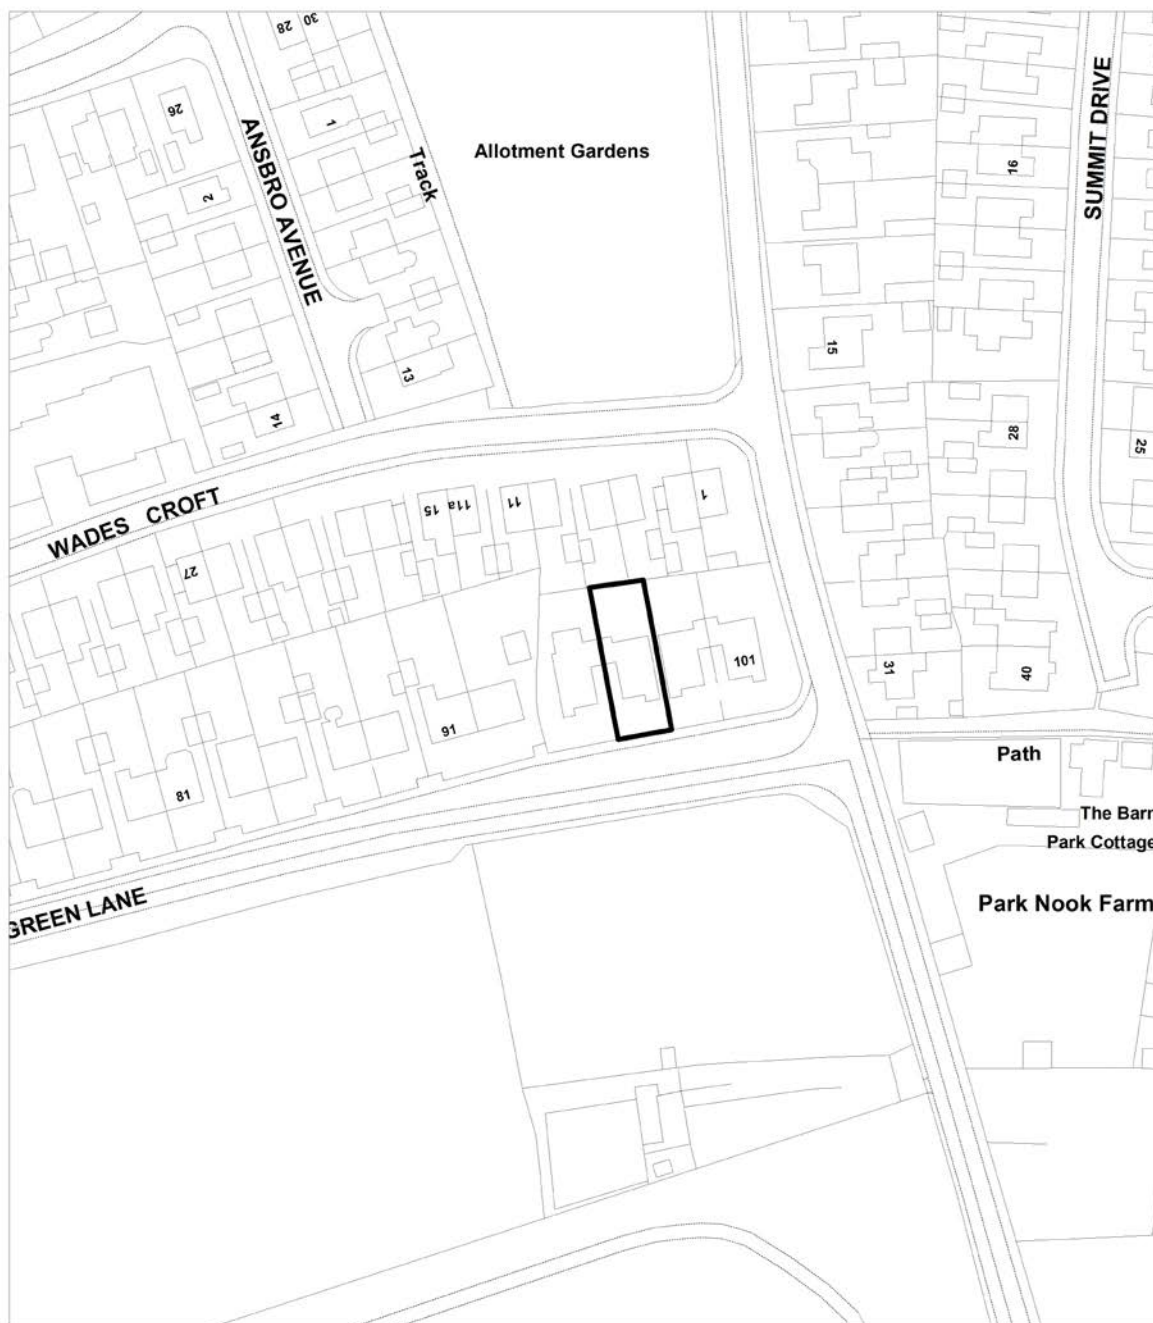 28
30
26
1
ANSBRO AVENUE
Track
Allotment Gardens
SUMMIT DRIVE
16
2
15
13
14
28
25
WADES CROFT
15
11a
11
1
27
101
31
40
91
81
Path
The Barn
Park Cottage
Park Nook Farm
GREEN LANE